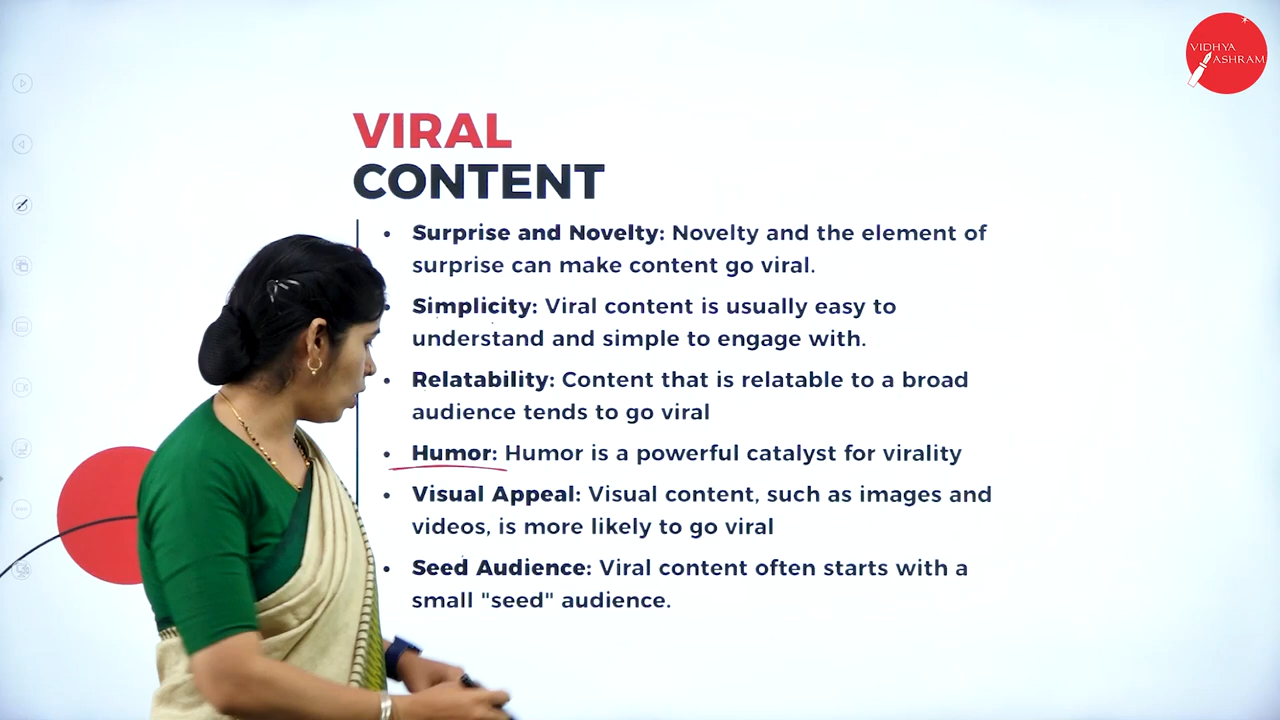 VIDHYA
ASHRAM
VIRAL
CONTENT
• Surprise and Novelty: Novelty and the element of
surprise can make content go viral.
• Simplicity: Viral content is usually easy to
understand and simple to engage with.
• Relatability: Content that is relatable to a broad
audience tends to go viral
• Humor: Humor is a powerful catalyst for virality
• Visual Appeal: Visual content, such as images and
videos, is more likely to go viral
• Seed Audience: Viral content often starts with a
small "seed" audience.